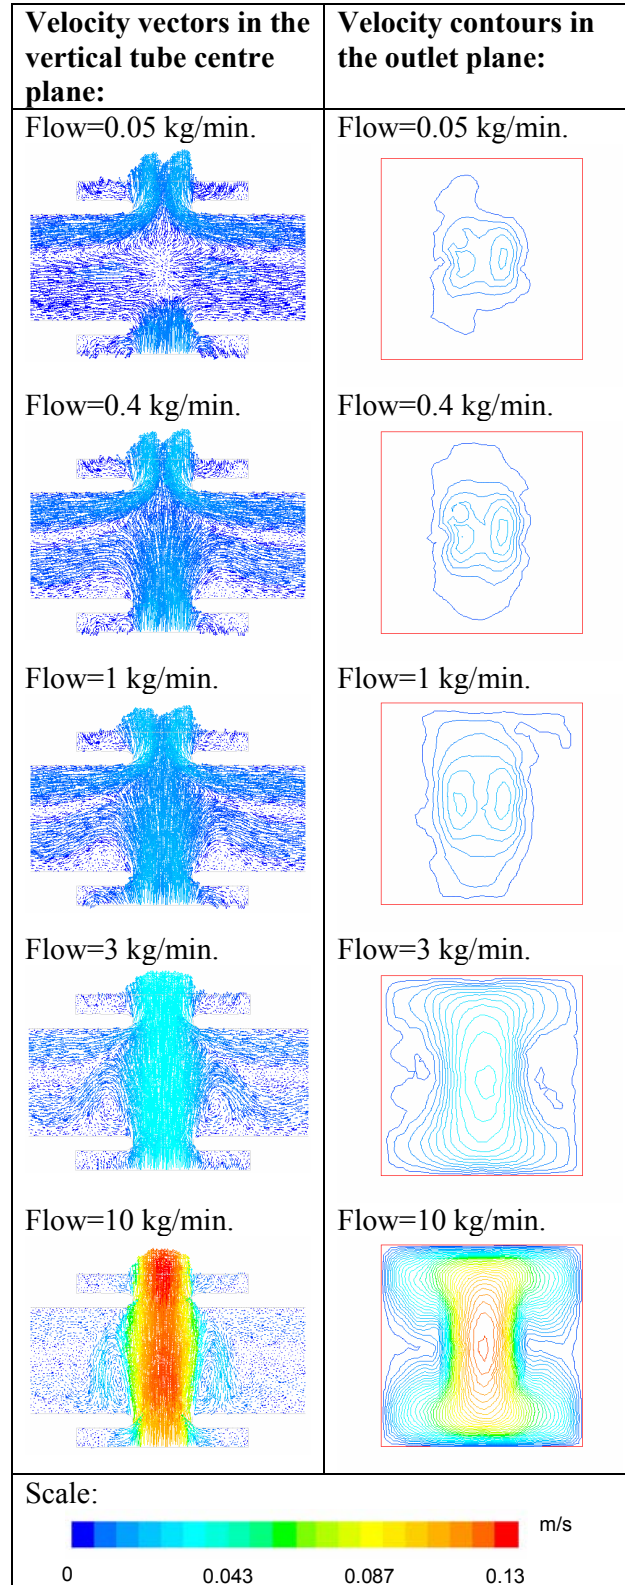 Velocity vectors in the
vertical tube centre
plane:
Velocity contours in
the outlet plane:
Flow=0.05 kg/min.
Flow=0.05 kg/min.
Flow=0.4 kg/min.
Flow=0.4 kg/min.
Flow=1 kg/min.
Flow=1 kg/min.
Flow=3 kg/min.
Flow=3 kg/min.
Flow=10 kg/min.
Flow=10 kg/min.
Scale:
m/s
0 0.043 0.087 0.13